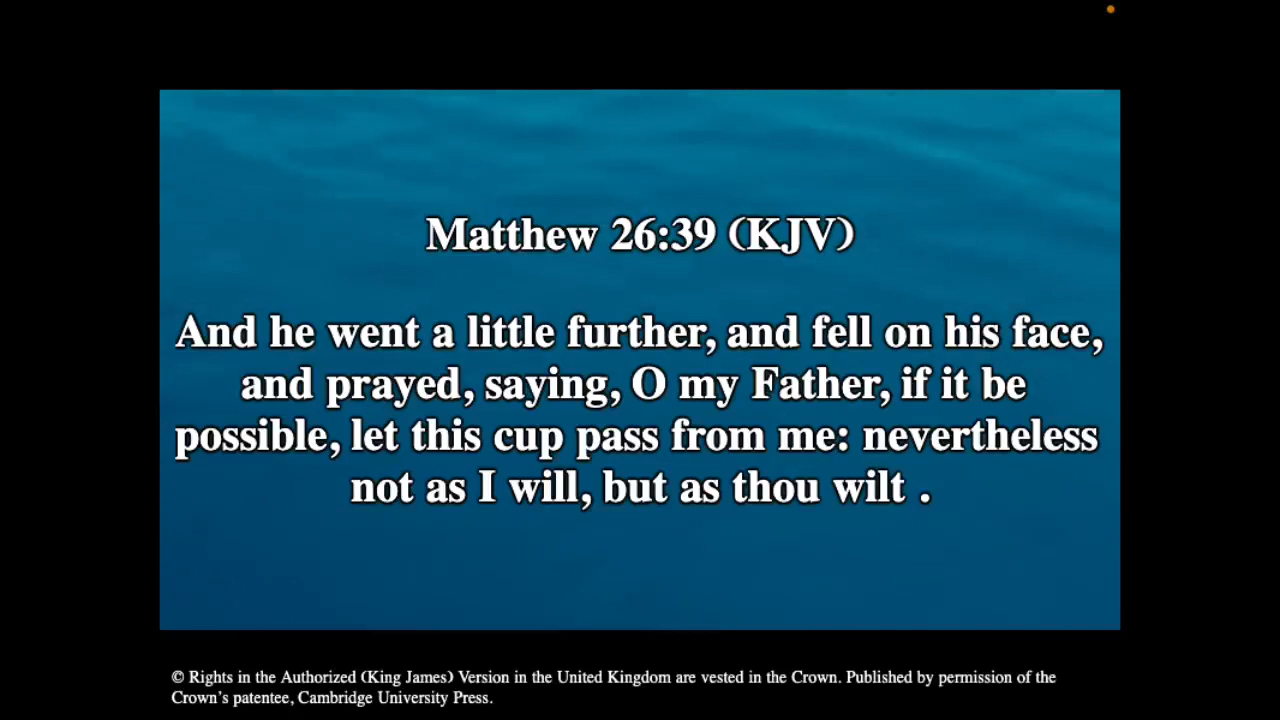 Matthew 26:39 (KJV)
And he went a little further, and fell on his face,
and prayed, saying, O my Father, if it be
possible, let this cup pass from me: nevertheless
not as I will, but as thou wilt .
© Rights in the Authorized (King James) Version in the United Kingdom are vested in the Crown. Published by permission of the
Crown’s patentee, Cambridge University Press.